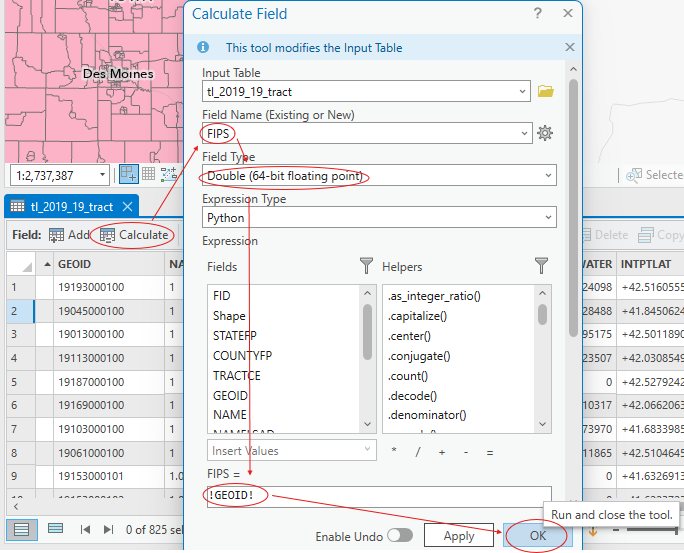 Calculate Field
?
This tool modifies the Input Table
Des Moines
Input Table
tl_2019_19_tract
Field Name (Existing or New)
FIPS
Field Type
1:2,737,387
Double (64-bit floating point)
Selecte
Expression Type
tl_2019_19_tract
Python
Field:
Add
Calculate
Delete
Copy
Expression
GEOID
NA
Fields
Helpers
WATER
INTPTLAT
1
19193000100
1
FID
.as_integer_ratio()
24098
+42.5160555
2
19045000100
1
Shape
.capitalize()
28488
+41.8450624
3
19013000100
1
STATEFP
.center()
95175
+42.5011890
4
19113000100
1
COUNTYFP
.conjugate()
23507
+42.0308549
5
19187000100
1
TRACTCE
.count()
0
+42.5279242
6
19169000100
1
GEOID
.decode()
10317
+42.0662063
7
19103000100
1
NAME
.denominator()
73970
+41.6833985
8
19061000100
1
Insert Values
* / + - =
11865
+42.5104645
9
19153000101
1.0
FIPS =
0
+41.6326913
!GEOID!
Run and close the tool.
0 of 825 sel
Enable Undo
Apply
OK